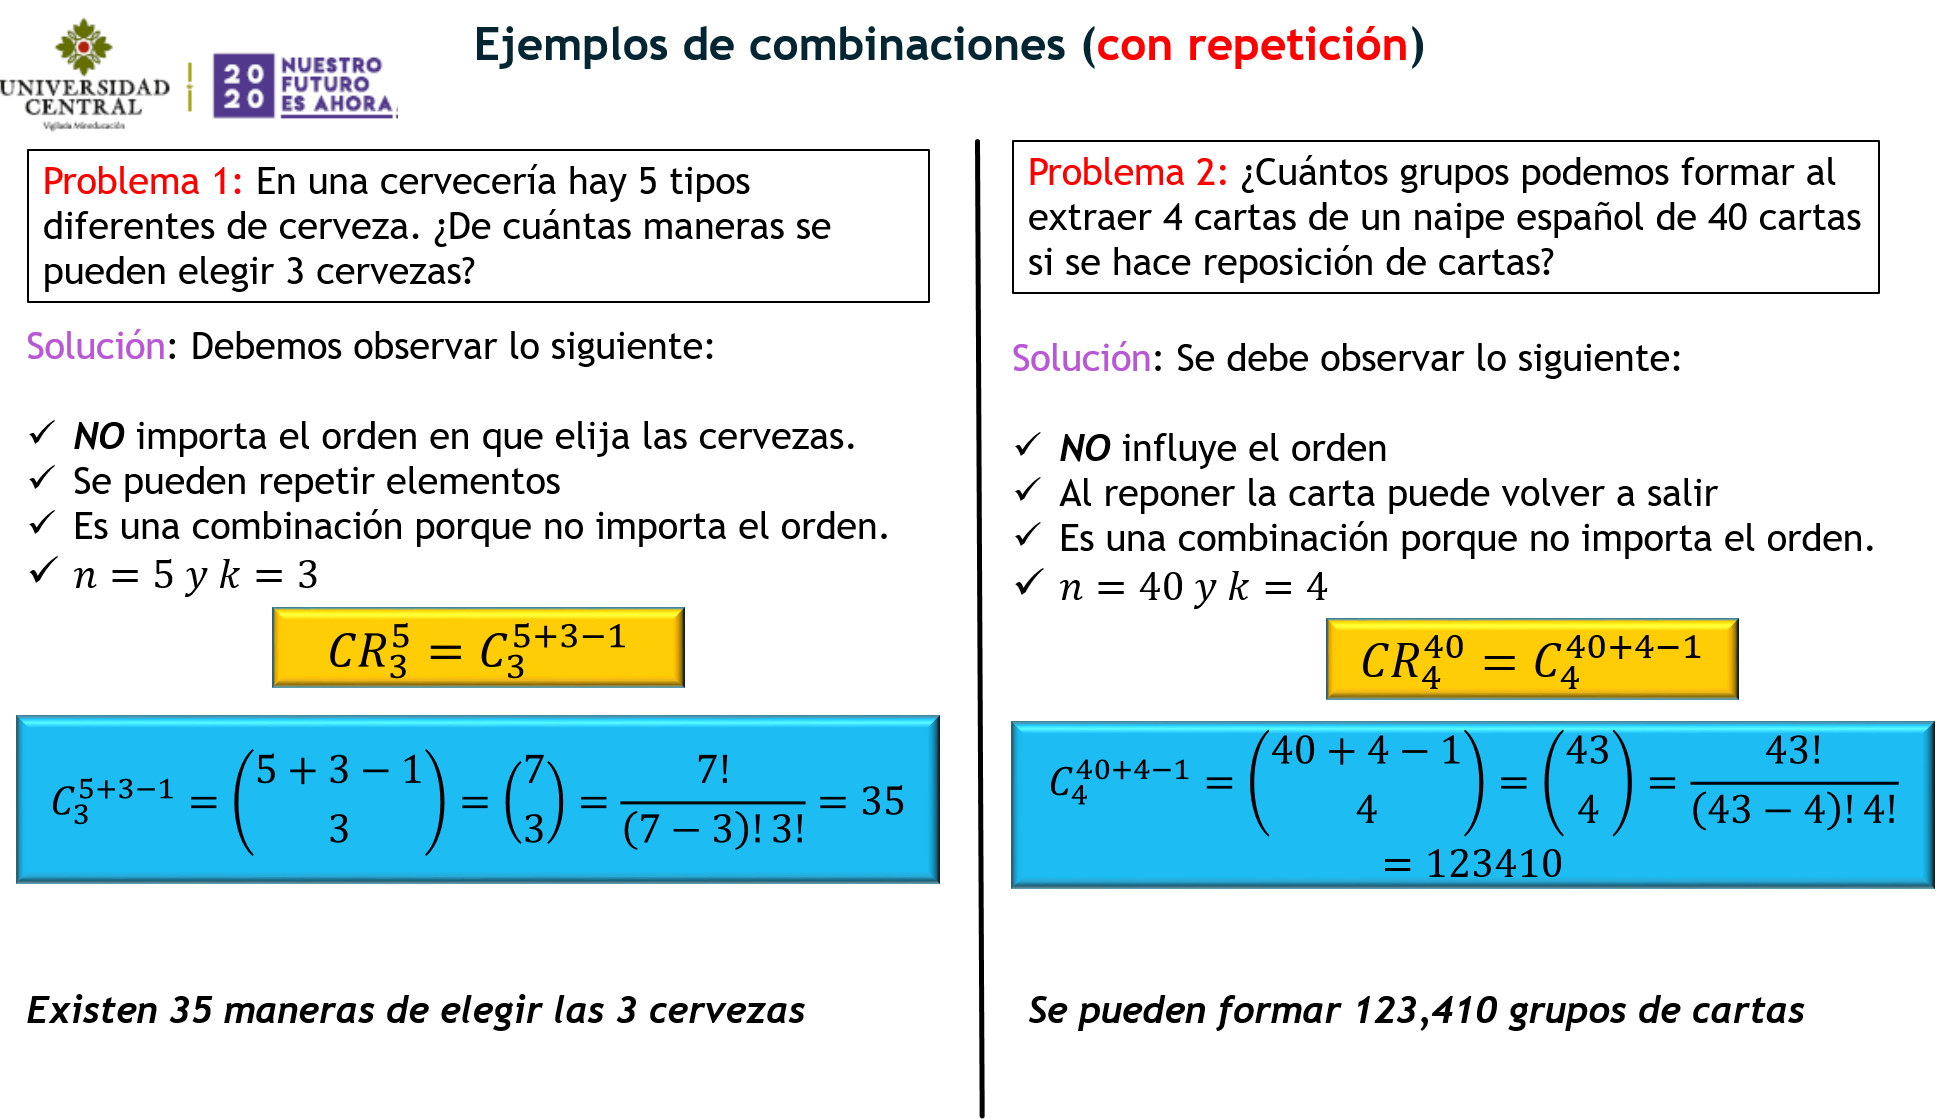 Ejemplos de combinaciones (con repetición)
UNIVERSIDAD
CENTRAL
Vigilada Mineducación
20
20
NUESTRO
FUTURO
ES AHORA
Problema 1: En una cervecería hay 5 tipos
diferentes de cerveza. ¿De cuántas maneras se
pueden elegir 3 cervezas?
Solución: Debemos observar lo siguiente:
✓ NO importa el orden en que elija las cervezas.
✓ Se pueden repetir elementos
✓ Es una combinación porque no importa el orden.
✓ n = 5 y k = 3
CR_3^5 = C_3^{5+3−1}
C_3^{5+3−1} = \binom{5 + 3 − 1}{3} = \binom{7}{3} = \frac{7!}{(7 − 3)! 3!} = 35
Existen 35 maneras de elegir las 3 cervezas
Problema 2: ¿Cuántos grupos podemos formar al
extraer 4 cartas de un naipe español de 40 cartas
si se hace reposición de cartas?
Solución: Se debe observar lo siguiente:
✓ NO influye el orden
✓ Al reponer la carta puede volver a salir
✓ Es una combinación porque no importa el orden.
✓ n = 40 y k = 4
CR_4^{40} = C_4^{40+4−1}
C_4^{40+4−1} = \binom{40 + 4 − 1}{4} = \binom{43}{4} = \frac{43!}{(43 − 4)! 4!}
= 123410
Se pueden formar 123,410 grupos de cartas